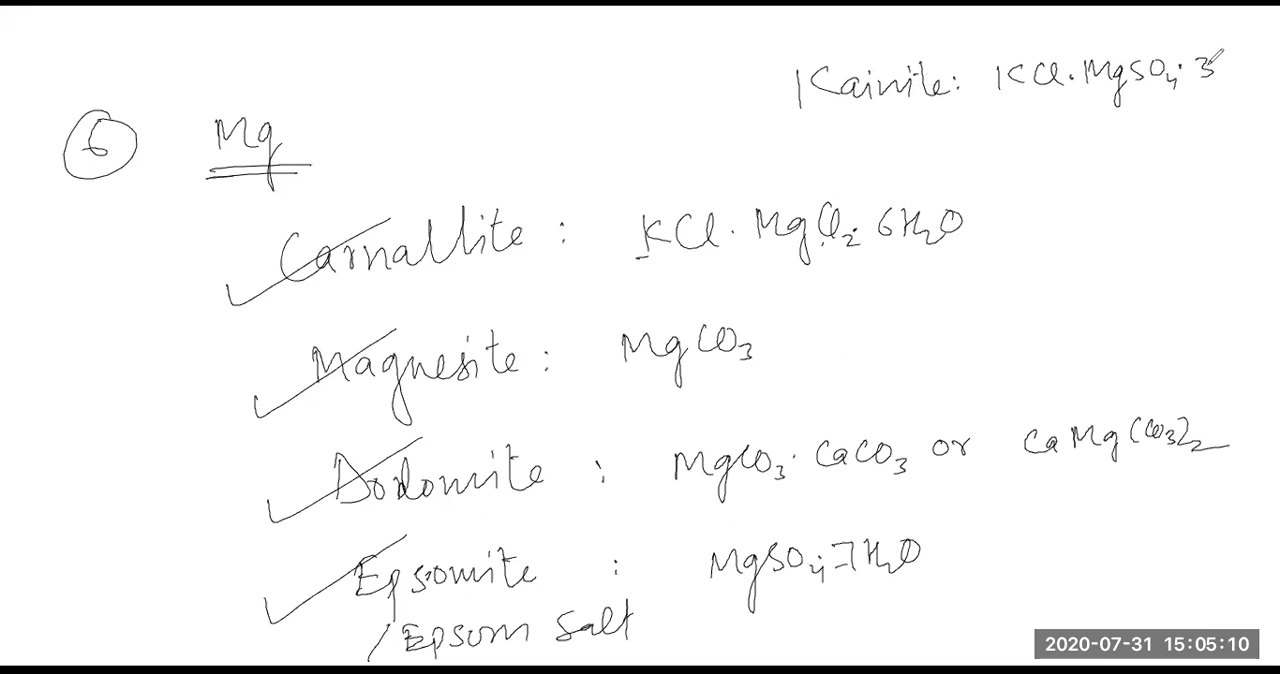 Kainite: KCl·MgSO₄·3
6 Mg
Carnallite : KCl·MgCl₂·6H₂O
Magnesite : MgCO₃
Dolomite : MgCO₃·CaCO₃ or CaMg(CO₃)₂
Epsomite : MgSO₄·7H₂O
/Epsom Salt
2020-07-31 15:05:10